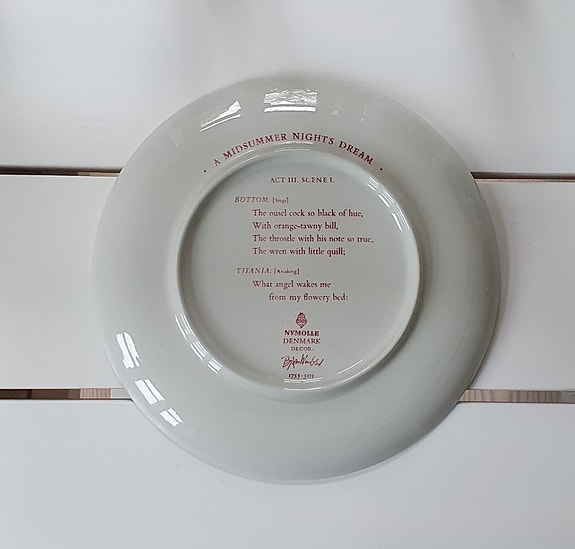 · A MIDSUMMER NIGHTS DREAM ·
ACT III. SCENE I.
BOTTOM: [Sings]
The ousel cock so black of hue,
With orange-tawny bill,
The throstle with his note so true,
The wren with little quill;
TITANIA: [Awaking]
What angel wakes me
from my flowery bed?
NYMOLLE
DENMARK
DECOR: